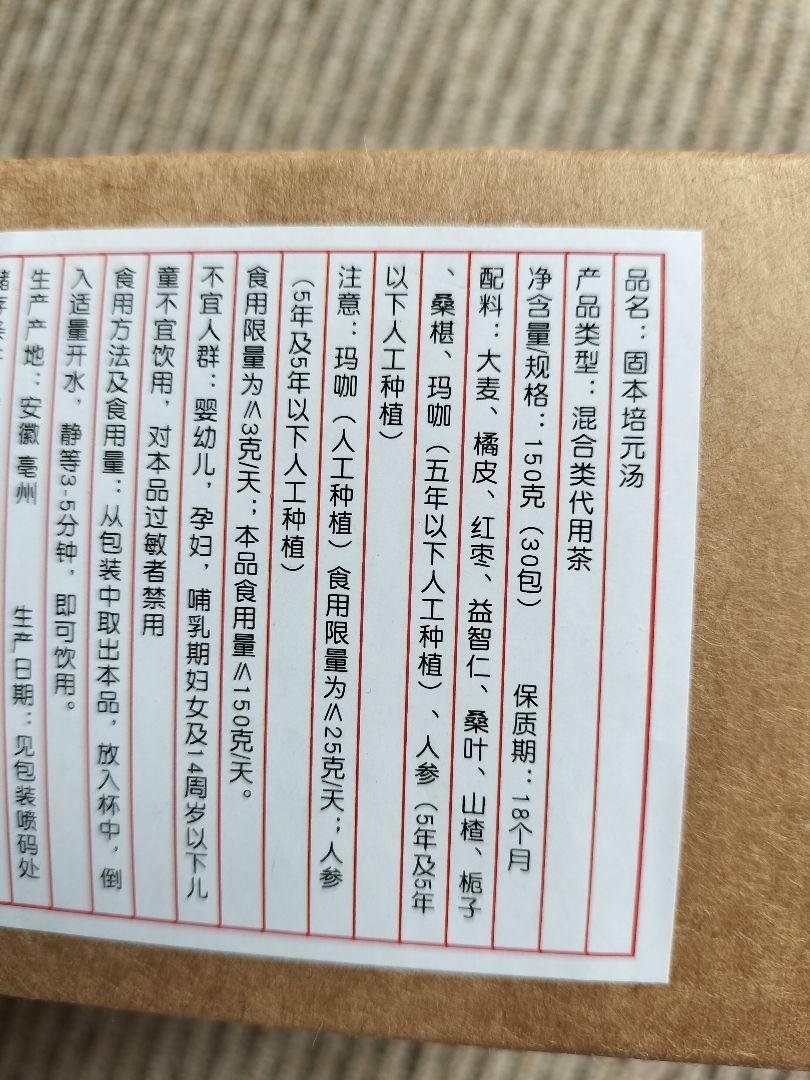 品名：固本培元汤
产品类型：混合类代用茶
净含量/规格：150克（30包） 保质期：18个月
配料：大麦、橘皮、红枣、益智仁、桑叶、山楂、栀子
、桑椹、玛咖（五年以下人工种植）、人参（5年及5年
以下人工种植）
注意：玛咖（人工种植）食用限量为≤25克/天；人参
（5年及5年以下人工种植）
食用限量为≤3克/天；本品食用量≤150克/天。
不宜人群：婴幼儿，孕妇，哺乳期妇女及14周岁以下儿
童不宜饮用，对本品过敏者禁用
食用方法及食用量：从包装中取出本品，放入杯中，倒
入适量开水，静等3-5分钟，即可饮用。
生产产地：安徽 亳州 生产日期：见包装喷码处